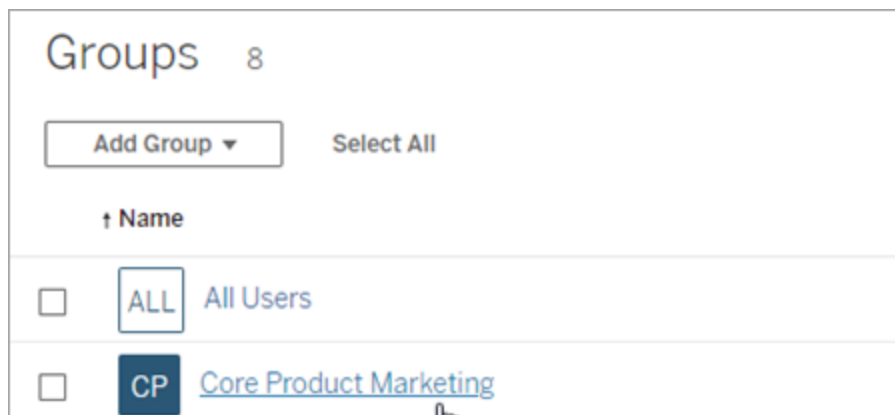 Groups 8
Add Group Select All
Name
ALL All Users
CP Core Product Marketing